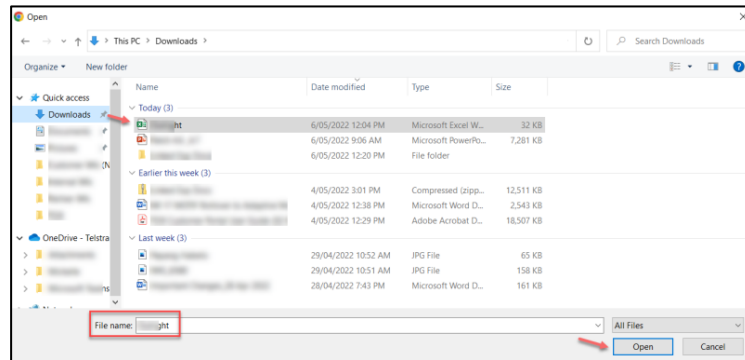 Open
This PC > Downloads >
Search Downloads
Organize
New folder
Name
Date modified
Type
Size
Quick access
Today (3)
Downloads
ht
6/05/2022 12:04 PM
Microsoft Excel W...
32 KB
6/05/2022 9:06 AM
Microsoft PowerPo...
7,281 KB
6/05/2022 12:20 PM
File folder
(N
Earlier this week (3)
4/05/2022 3:01 PM
Compressed (zipp...
12,511 KB
4/05/2022 12:38 PM
Microsoft Word D...
2,543 KB
4/05/2022 12:29 PM
Adobe Acrobat D...
18,507 KB
OneDrive - Telstra
Last week (3)
29/04/2022 10:52 AM
JPG File
65 KB
29/04/2022 10:51 AM
JPG File
158 KB
28/04/2022 7:43 PM
Microsoft Word D...
161 KB
ns
File name:
ght
All Files
Open
Cancel